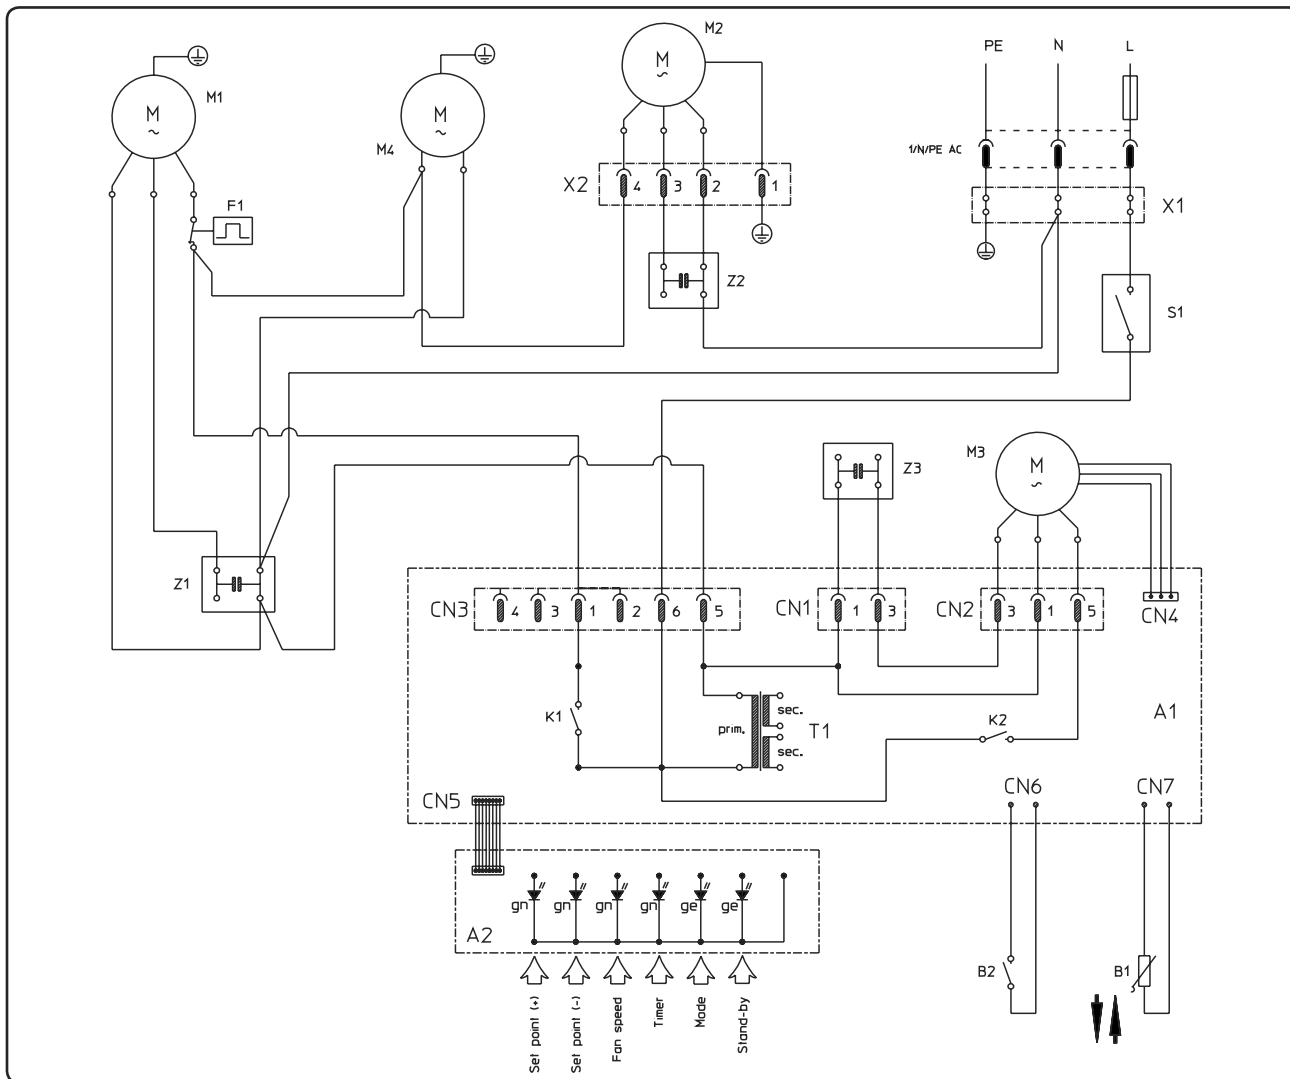 M2
PE N L
M1
M
~
M
~
M
~
M4
1/N/PE AC
X2
4 3 2 1
X1
F1
Z2
S1
M3
M
~
Z3
Z1
CN3
4 3 1 2 6 5
CN1
1 3
CN2
3 1 5
CN4
K1
prim.
sec.
sec.
T1
K2
A1
CN5
CN6
CN7
gn gn gn gn ge ge
A2
B2
B1
Set point (+)
Set point (-)
Fan speed
Timer
Mode
Stand-by